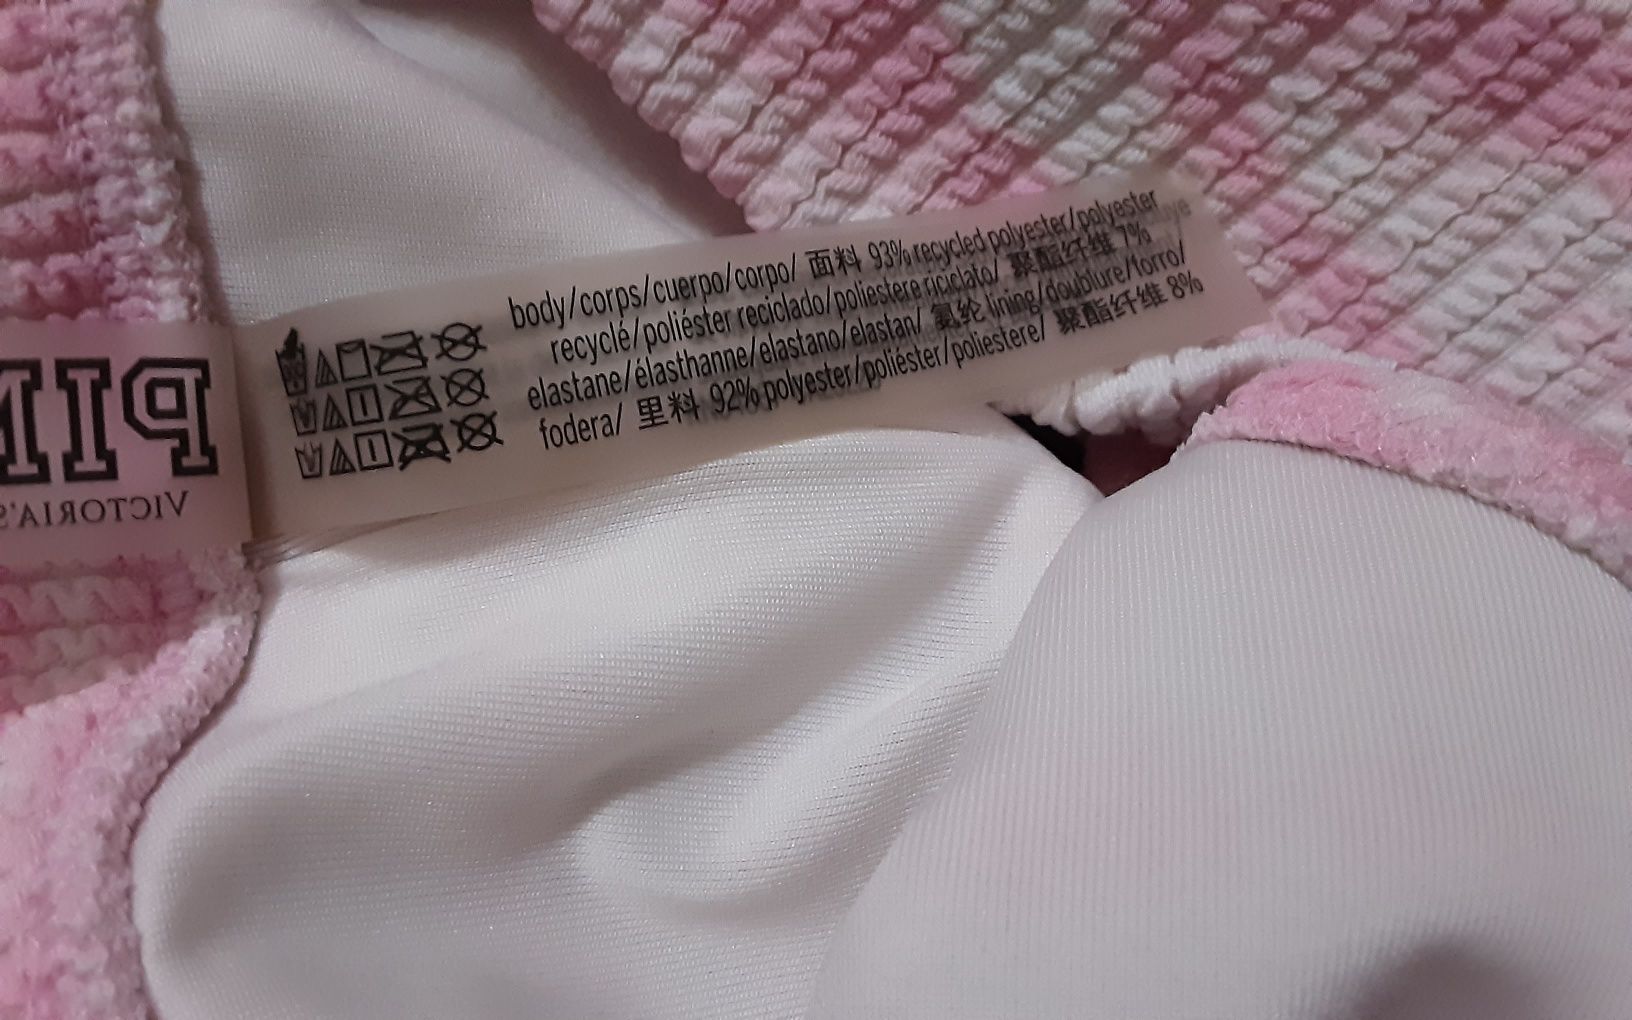 PIN
VICTORIA'S
body/corps/cuerpo/corpo/ 面料 93% recycled polyester/polyester
recyclé/poliéster reciclado/poliestere riciclato/ 聚酯纤维 7%
elastane/élasthanne/elastano/elastan/ 氨纶 lining/doublure/forro/
fodera/ 里料 92% polyester/poliéster/poliestere/ 聚酯纤维 8%